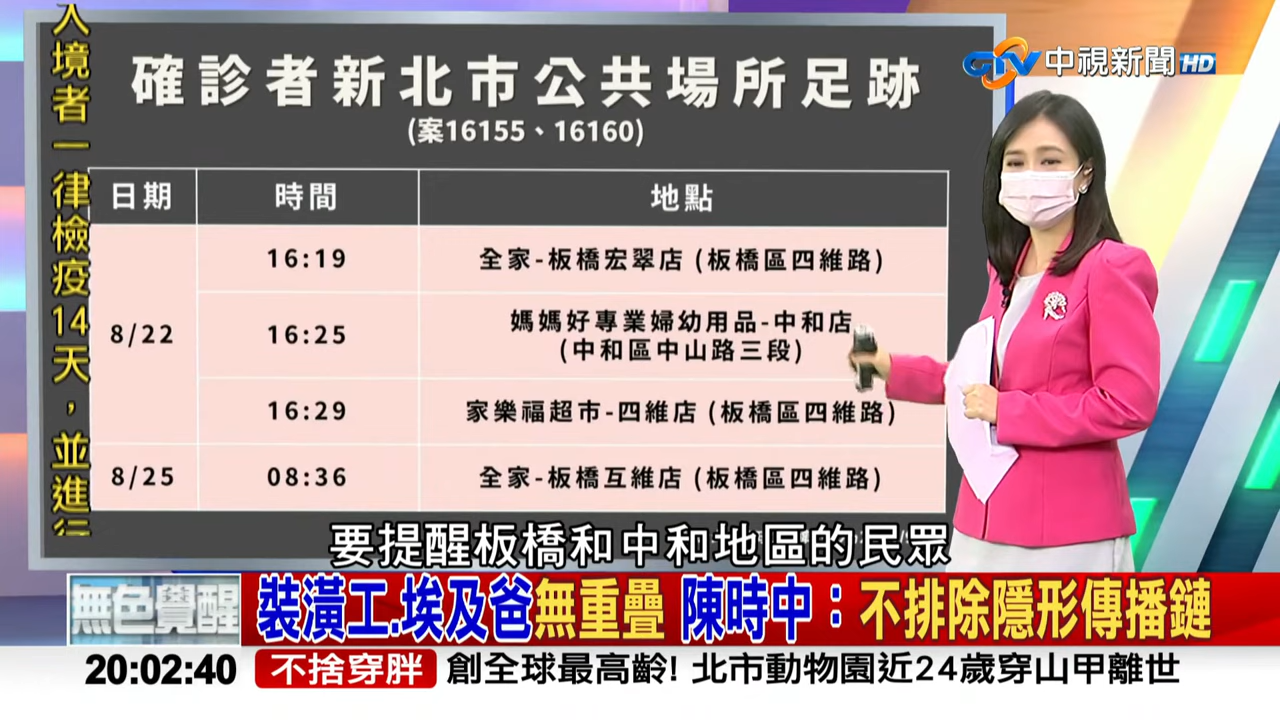 入境者一律檢疫14天，並進行
CTV中視新聞HD
確診者新北市公共場所足跡
(案16155、16160)
日期 時間 地點
8/22 16:19 全家-板橋宏翠店 (板橋區四維路)
16:25 媽媽好專業婦幼用品-中和店
(中和區中山路三段)
16:29 家樂福超市-四維店 (板橋區四維路)
8/25 08:36 全家-板橋互維店 (板橋區四維路)
要提醒板橋和中和地區的民眾
無色覺醒
裝潢工.埃及爸無重疊 陳時中：不排除隱形傳播鏈
20:02:40 不捨穿胖 創全球最高齡! 北市動物園近24歲穿山甲離世